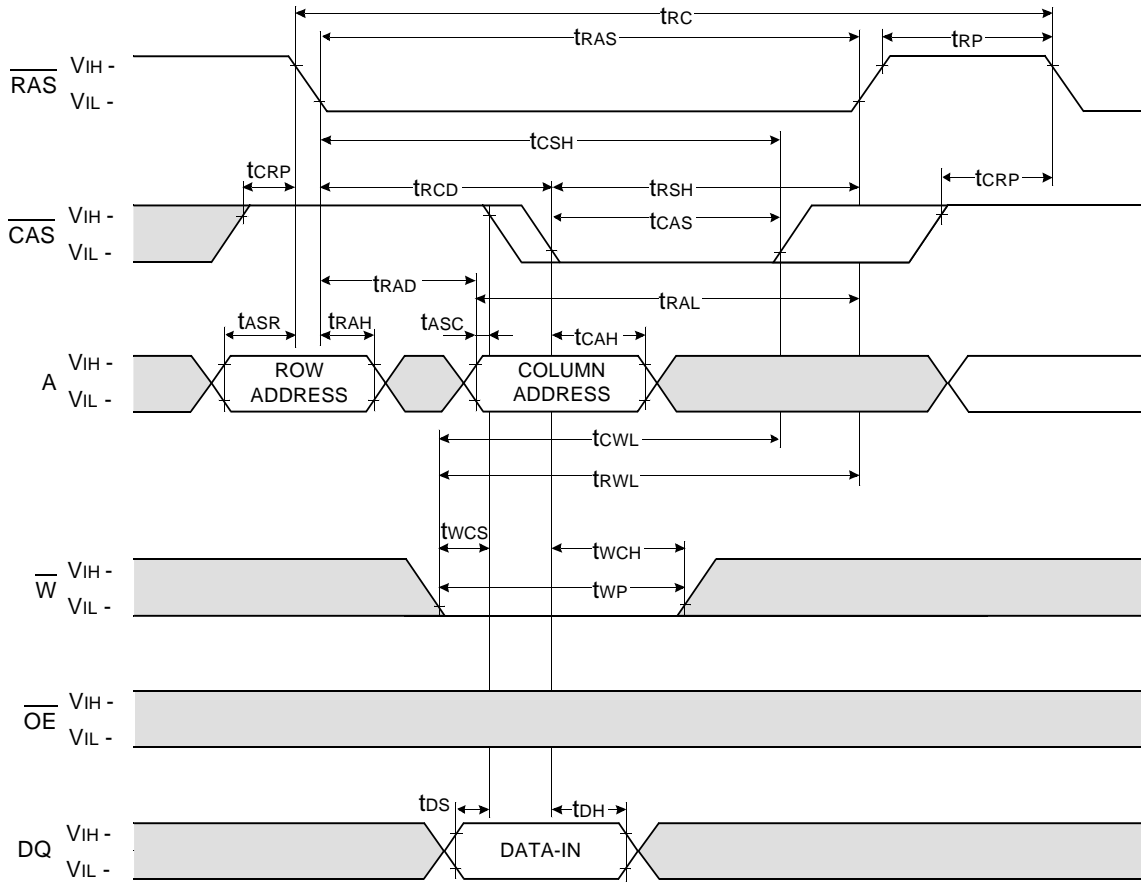 tRC
tRAS
tRP
RAS
VIH -
VIL -
tCSH
tCRP
tRCD
tRSH
tCRP
CAS
VIH -
VIL -
tCAS
tRAD
tRAL
tASR
tRAH
tASC
tCAH
A
VIH -
VIL -
ROW
ADDRESS
COLUMN
ADDRESS
tCWL
tRWL
tWCS
tWCH
W
VIH -
VIL -
tWP
OE
VIH -
VIL -
tDS
tDH
DQ
VIH -
VIL -
DATA-IN